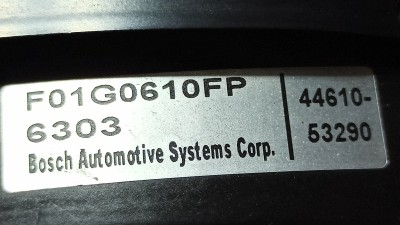 F01G0610FP
6303
Bosch Automotive Systems Corp.
44610-
53290